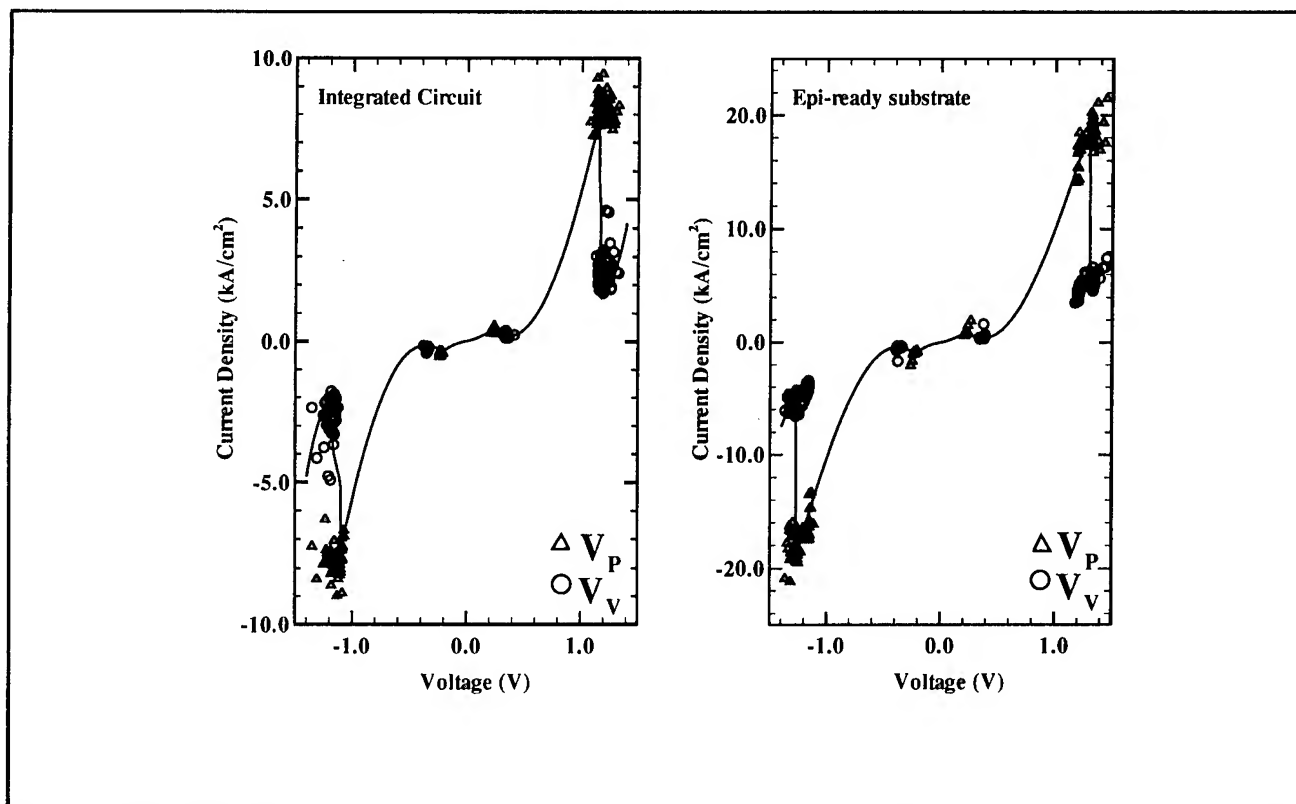 Integrated Circuit
10.0
5.0
0.0
-5.0
-10.0
Current Density (kA/cm²)
-1.0 0.0 1.0
Voltage (V)
△ V_P
○ V_V
Epi-ready substrate
20.0
10.0
0.0
-10.0
-20.0
Current Density (kA/cm²)
-1.0 0.0 1.0
Voltage (V)
△ V_P
○ V_V